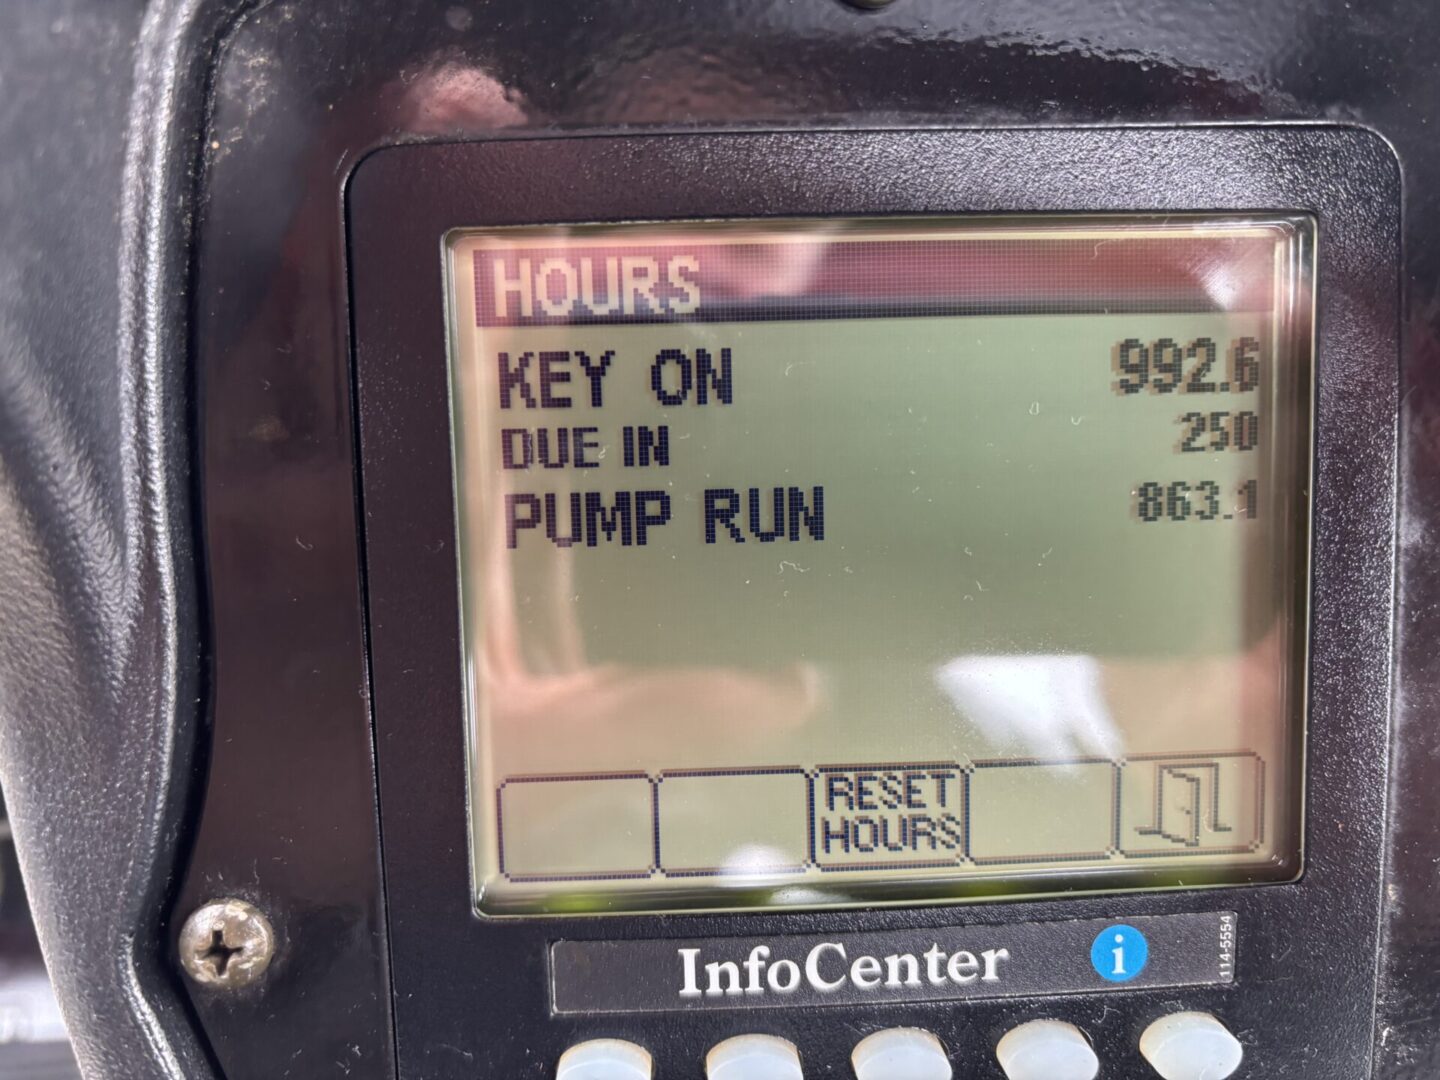 HOURS
KEY ON 992.6
DUE IN 250
PUMP RUN 863.1
RESET
HOURS
InfoCenter i
114-5554